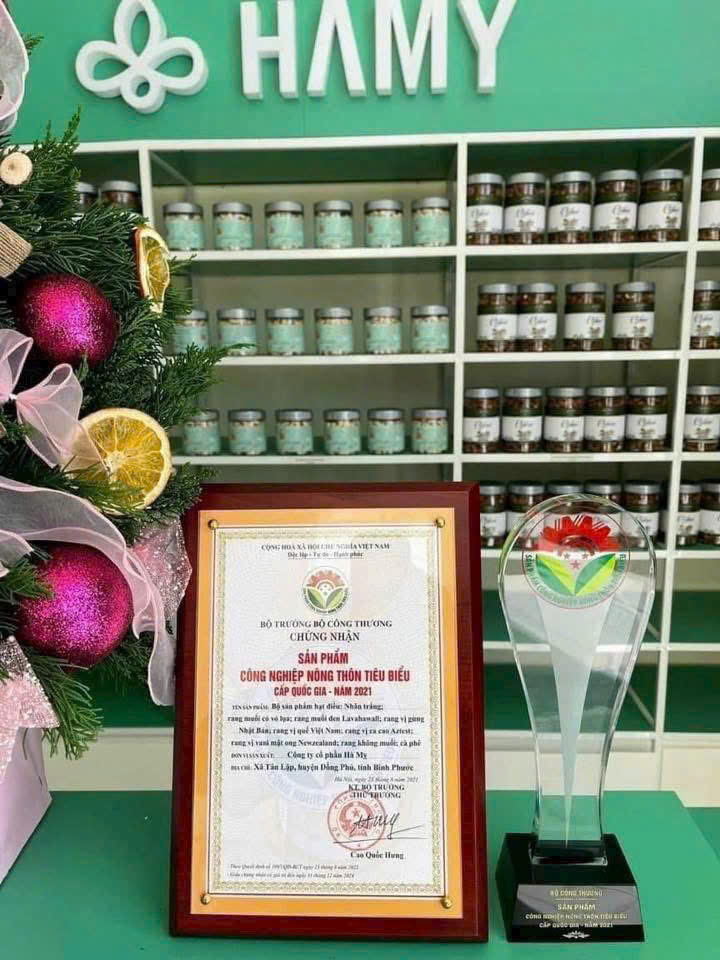 HAMY
CỘNG HÒA XÃ HỘI CHỦ NGHĨA VIỆT NAM
Độc lập - Tự do - Hạnh phúc
BỘ TRƯỞNG BỘ CÔNG THƯƠNG
CHỨNG NHẬN
SẢN PHẨM
CÔNG NGHIỆP NÔNG THÔN TIÊU BIỂU
CẤP QUỐC GIA - NĂM 2021
TÊN SẢN PHẨM: Bộ sản phẩm hạt điều: Nhân trắng;
rang muối có vỏ lụa; rang muối đen Lavahawaii; rang vị gừng
Nhật Bản; rang vị quế Việt Nam; rang vị ca cao Aztest;
rang vị vani mật ong Newzealand; rang không muối; cà phê
ĐƠN VỊ SẢN XUẤT: Công ty cổ phần Hà Mỵ
ĐỊA CHỈ: Xã Tân Lập, huyện Đồng Phú, tỉnh Bình Phước
KT. BỘ TRƯỞNG
THỨ TRƯỞNG
Cao Quốc Hưng
BỘ CÔNG THƯƠNG
SẢN PHẨM
CÔNG NGHIỆP NÔNG THÔN TIÊU BIỂU
CẤP QUỐC GIA - NĂM 2021